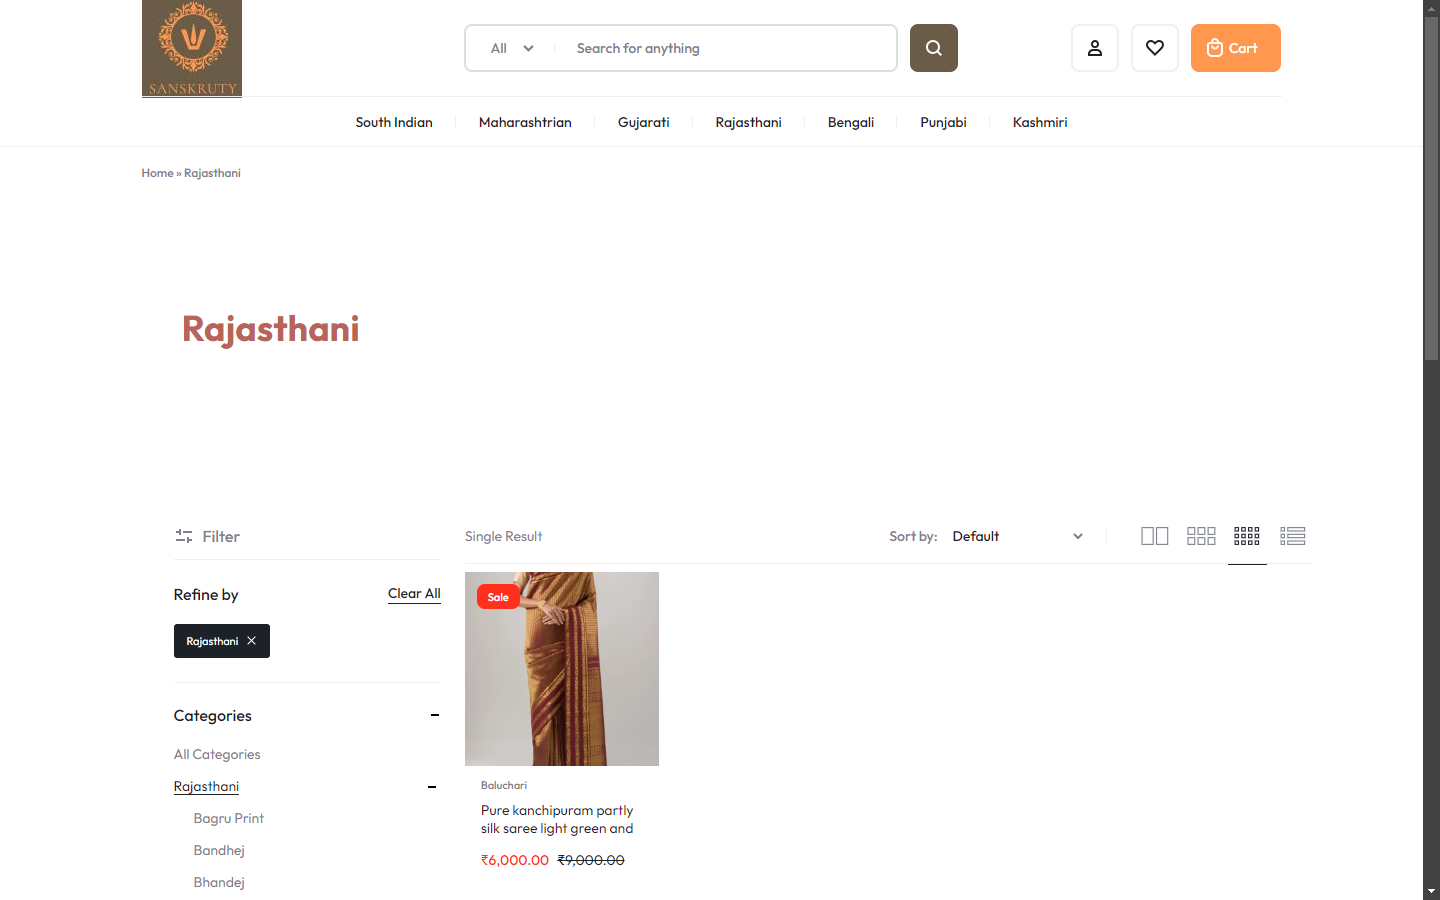 SANSKRUTY
All
Search for anything
Cart
South Indian
Maharashtrian
Gujarati
Rajasthani
Bengali
Punjabi
Kashmiri
Home » Rajasthani
Rajasthani
Filter
Single Result
Sort by: Default
Refine by
Clear All
Rajasthani
Categories
All Categories
Rajasthani
Bagru Print
Bandhej
Bhandej
Sale
Baluchari
Pure kanchipuram partly
silk saree light green and
₹6,000.00 ₹9,000.00